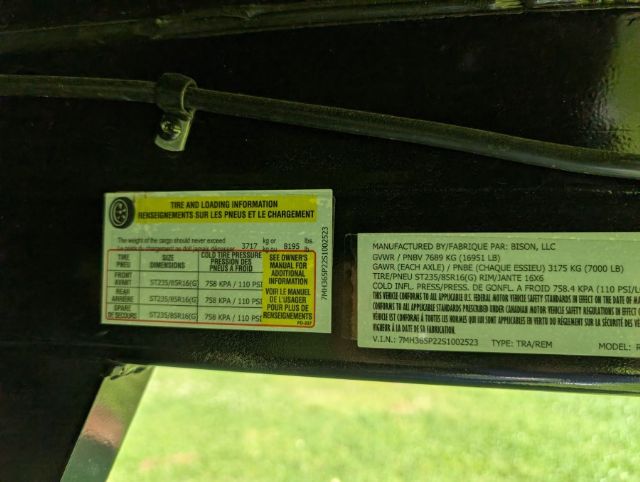 TIRE AND LOADING INFORMATION
RENSEIGNEMENTS SUR LES PNEUS ET LE CHARGEMENT
The weight of the cargo should never exceed 3717 kg or 8195 lbs.
TIRE
PNEU
SIZE
DIMENSIONS
COLD TIRE PRESSURE
PRESSION DES
PNEUS A FROID
FRONT
AVANT
ST235/85R16(G)
758 KPA / 110 PSI
REAR
ARRIÈRE
ST235/85R16(G
758 KPA / 110 PSI
SPARE
DE SECOURS
ST235/85R16(G
758 KPA / 110 PSI
SEE OWNER'S
MANUAL FOR
ADDITIONAL
INFORMATION
VOIR LE MANUEL
DE L'USAGER
POUR PLUS DE
RENSEIGNEMENTS
7MH36SP22S1002523
MANUFACTURED BY/FABRIQUE PAR: BISON, LLC
GVWR / PNBV 7689 KG (16951 LB)
GAWR (EACH AXLE) / PNBE (CHAQUE ESSIEU) 3175 KG (7000 LB)
TIRE/PNEU ST235/85R16(G) RIM/JANTE 16X6
COLD INFL. PRESS/PRESS. DE GONFL. A FROID 758.4 KPA (110 PSI/L
THIS VEHICLE CONFORMS TO ALL APPLICABLE U.S. FEDERAL MOTOR VEHICLE SAFETY STANDARDS IN EFFECT ON THE DATE OF MA
V.I.N.: 7MH36SP22S1002523 TYPE: TRA/REM MODEL: R